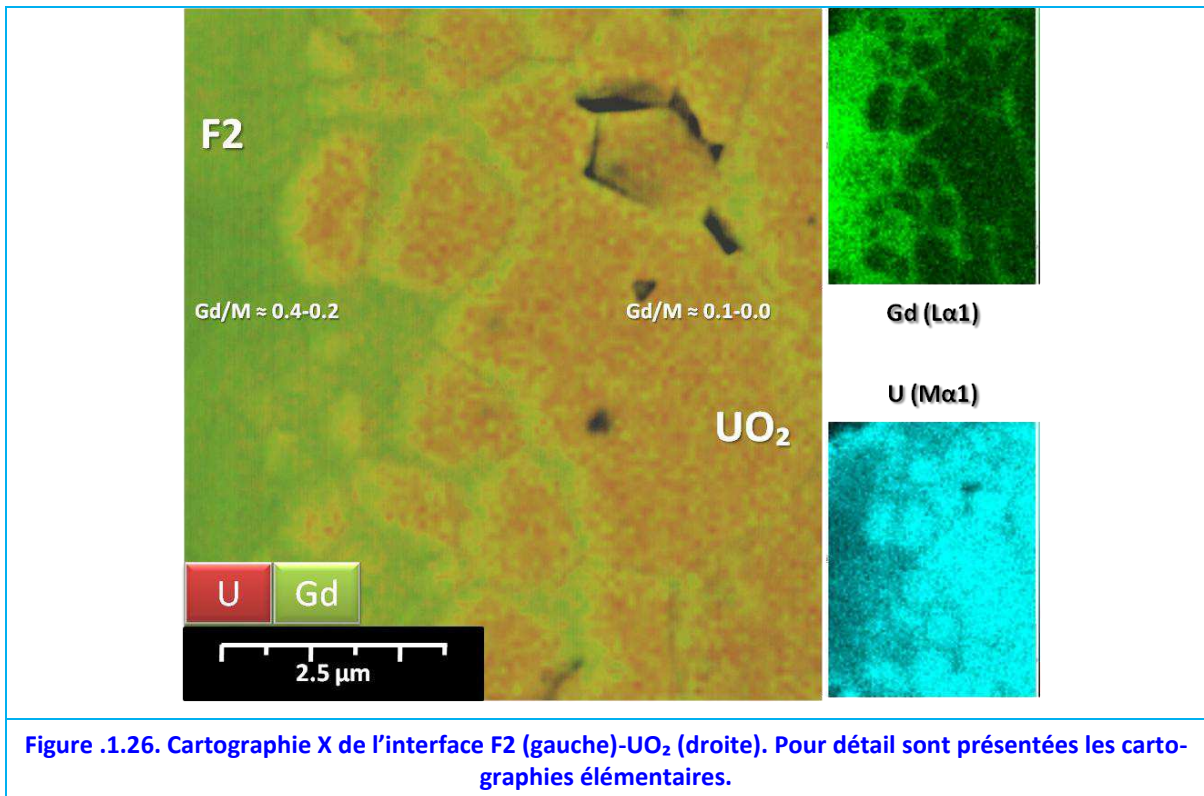 F2
Gd/M ≈ 0.4-0.2
Gd/M ≈ 0.1-0.0
UO₂
U
Gd
2.5 µm
Gd (Lα1)
U (Mα1)
Figure .1.26. Cartographie X de l’interface F2 (gauche)-UO₂ (droite). Pour détail sont présentées les carto-
graphies élémentaires.